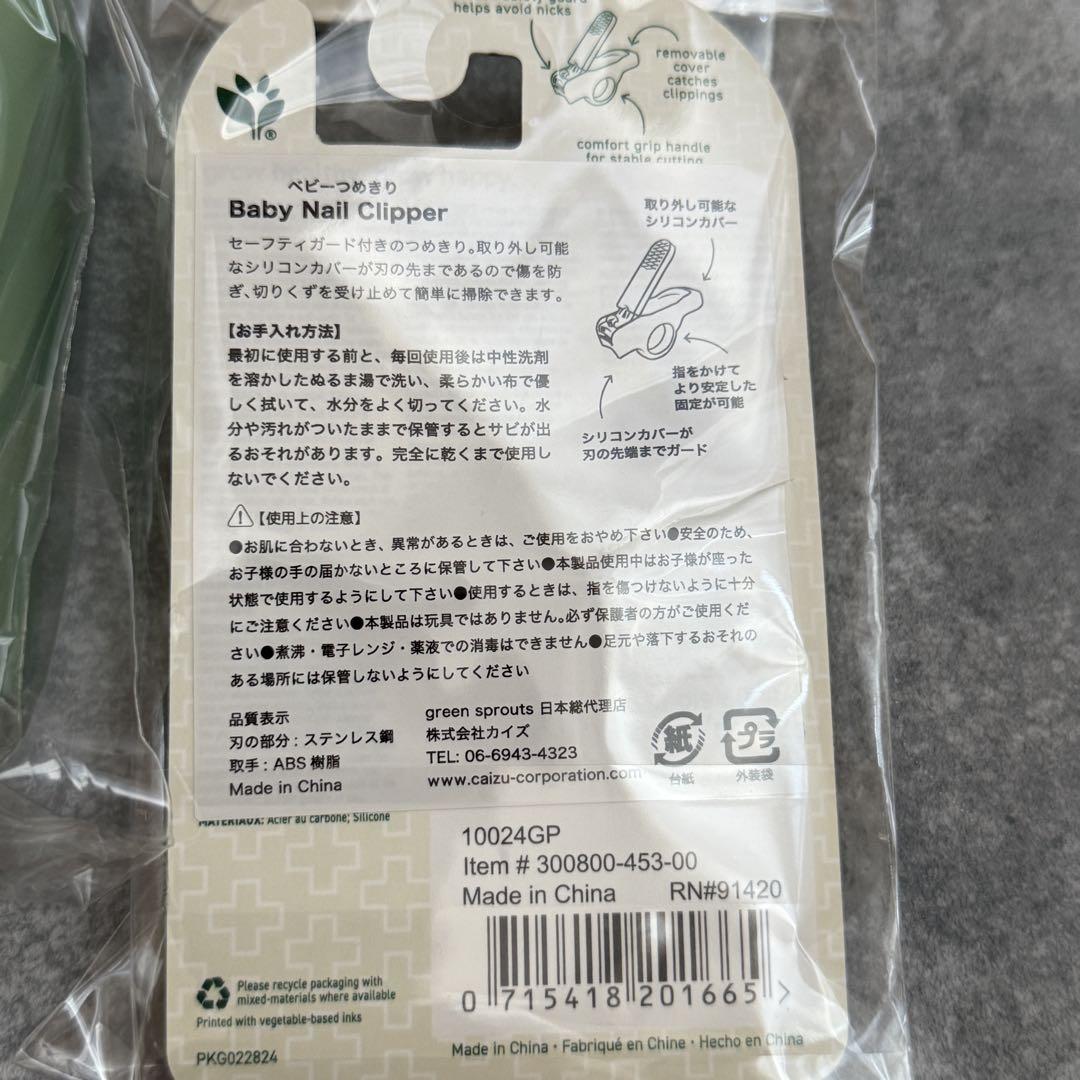 helps avoid nicks
removable
cover
catches
clippings
comfort grip handle
for stable cutting
®
ベビーつめきり
Baby Nail Clipper
セーフティガード付きのつめきり。取り外し可能
なシリコンカバーが刃の先まであるので傷を防
ぎ、切りくずを受け止めて簡単に掃除できます。
取り外し可能な
シリコンカバー
指をかけて
より安定した
固定が可能
シリコンカバーが
刃の先端までガード
【お手入れ方法】
最初に使用する前と、毎回使用後は中性洗剤
を溶かしたぬるま湯で洗い、柔らかい布で優
しく拭いて、水分をよく切ってください。水
分や汚れがついたままで保管するとサビが出
るおそれがあります。完全に乾くまで使用し
ないでください。
【使用上の注意】
●お肌に合わないとき、異常があるときは、ご使用をおやめ下さい●安全のため、
お子様の手の届かないところに保管して下さい●本製品使用中はお子様が座った
状態で使用するようにして下さい●使用するときは、指を傷つけないように十分
にご注意ください●本製品は玩具ではありません。必ず保護者の方がご使用くだ
さい●煮沸・電子レンジ・薬液での消毒はできません●足元や落下するおそれの
ある場所には保管しないようにしてください
品質表示
刃の部分:ステンレス鋼
取手:ABS樹脂
Made in China
green sprouts 日本総代理店
株式会社カイズ
TEL: 06-6943-4323
www.caizu-corporation.com
紙
台紙
プラ
外装袋
MATERIAUX: Acier au carbone; Silicone
10024GP
Item # 300800-453-00
Made in China RN#91420
0 715418 201665 >
Please recycle packaging with
mixed-materials where available
Printed with vegetable-based inks
PKG022824
Made in China • Fabriqué en Chine • Hecho en China